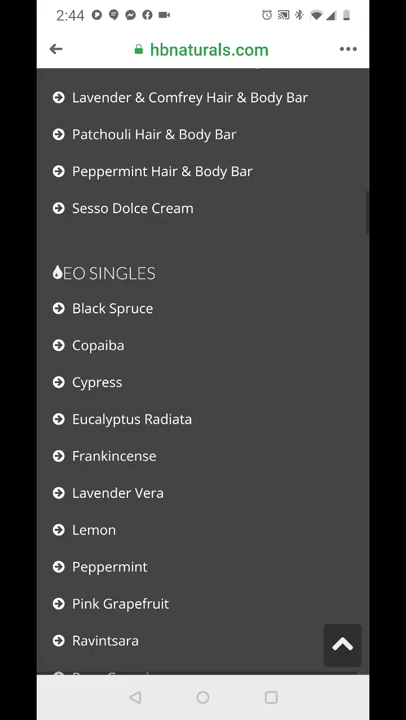 2:44
hbnaturals.com
Lavender & Comfrey Hair & Body Bar
Patchouli Hair & Body Bar
Peppermint Hair & Body Bar
Sesso Dolce Cream
EO SINGLES
Black Spruce
Copaiba
Cypress
Eucalyptus Radiata
Frankincense
Lavender Vera
Lemon
Peppermint
Pink Grapefruit
Ravintsara